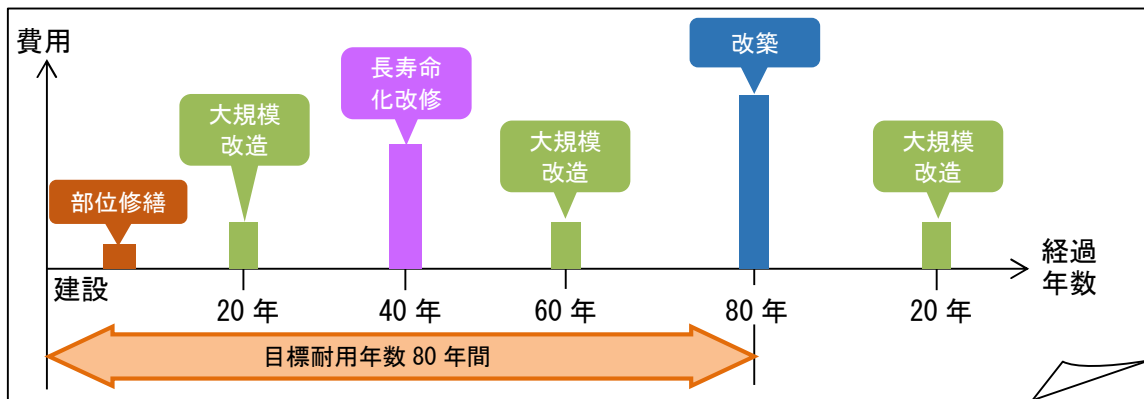 費用
改築
長寿命
化改修
大規模
改造
大規模
改造
大規模
改造
部位修繕
経過
年数
建設
20 年
40 年
60 年
80 年
20 年
目標耐用年数 80 年間